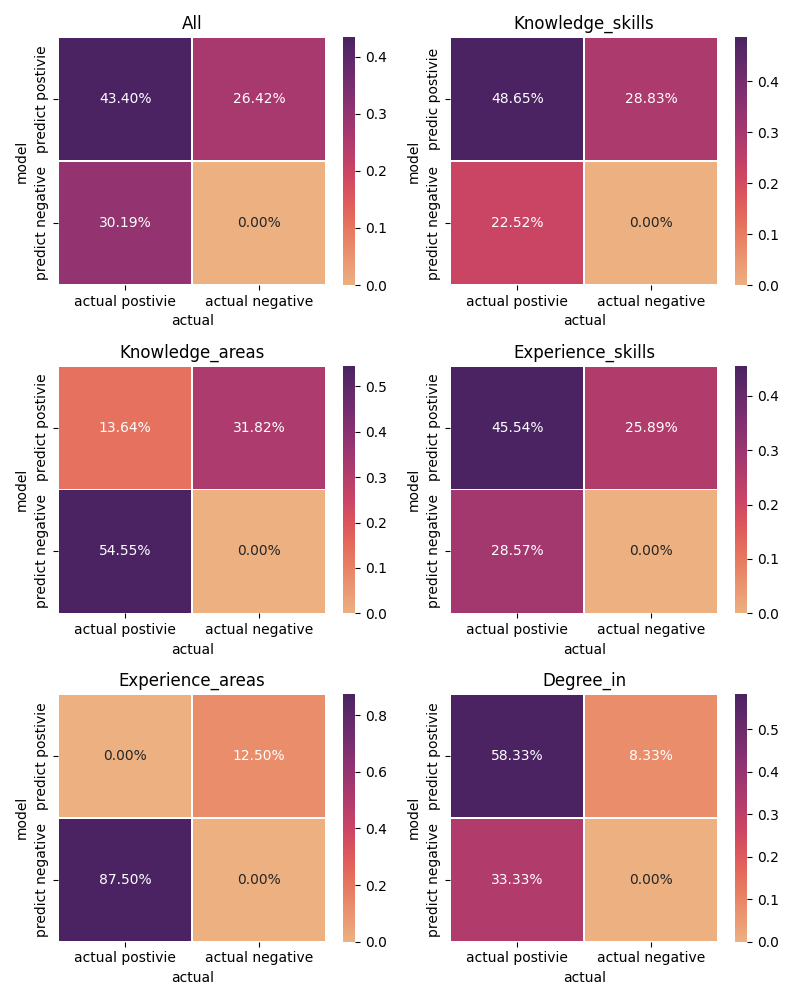 All
predict postivie
predict negative
model
43.40%
26.42%
30.19%
0.00%
actual postivie
actual negative
actual
0.4
0.3
0.2
0.1
0.0
Knowledge_skills
predic postivie
predict negative
model
48.65%
28.83%
22.52%
0.00%
actual postivie
actual negative
actual
0.4
0.3
0.2
0.1
0.0
Knowledge_areas
predict postivie
predict negative
model
13.64%
31.82%
54.55%
0.00%
actual postivie
actual negative
actual
0.5
0.4
0.3
0.2
0.1
0.0
Experience_skills
predict postivie
predict negative
model
45.54%
25.89%
28.57%
0.00%
actual postivie
actual negative
actual
0.4
0.3
0.2
0.1
0.0
Experience_areas
predict postivie
predict negative
model
0.00%
12.50%
87.50%
0.00%
actual postivie
actual negative
actual
0.8
0.6
0.4
0.2
0.0
Degree_in
predict postivie
predict negative
model
58.33%
8.33%
33.33%
0.00%
actual postivie
actual negative
actual
0.5
0.4
0.3
0.2
0.1
0.0